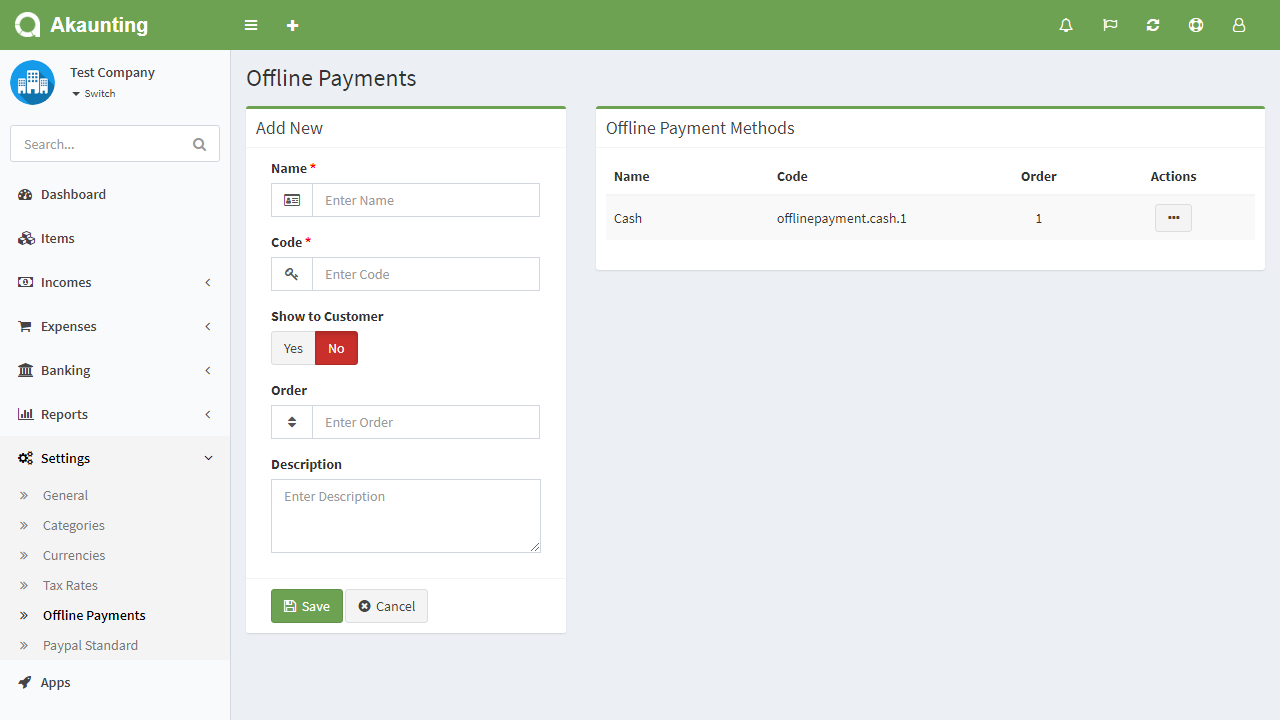 Akaunting
Test Company
Switch
Search...
Dashboard
Items
Incomes
Expenses
Banking
Reports
Settings
General
Categories
Currencies
Tax Rates
Offline Payments
Paypal Standard
Apps
Offline Payments
Add New
Name *
Enter Name
Code *
Enter Code
Show to Customer
Yes No
Order
Enter Order
Description
Enter Description
Save Cancel
Offline Payment Methods
Name Code Order Actions
Cash offlinepayment.cash.1 1